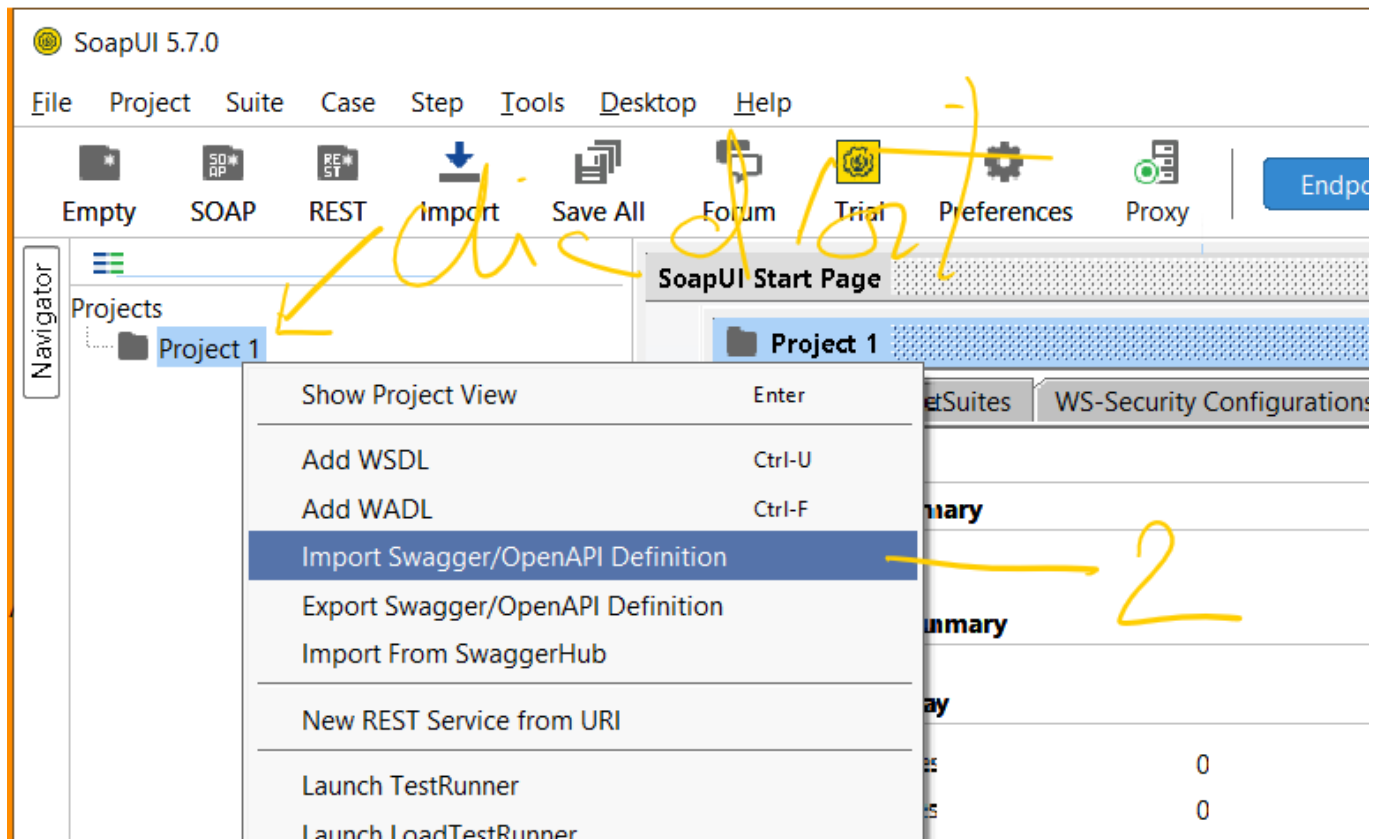 SoapUI 5.7.0
File Project Suite Case Step Tools Desktop Help
Empty SOAP REST Import Save All Forum Trial Preferences Proxy
Navigator
Projects
Project 1
SoapUI Start Page
Project 1
WS-Security Configurations
Show Project View Enter
Add WSDL Ctrl-U
Add WADL Ctrl-F
Import Swagger/OpenAPI Definition
2
Export Swagger/OpenAPI Definition
Import From SwaggerHub
New REST Service from URI
Launch TestRunner
Launch LoadTestRunner
0
0